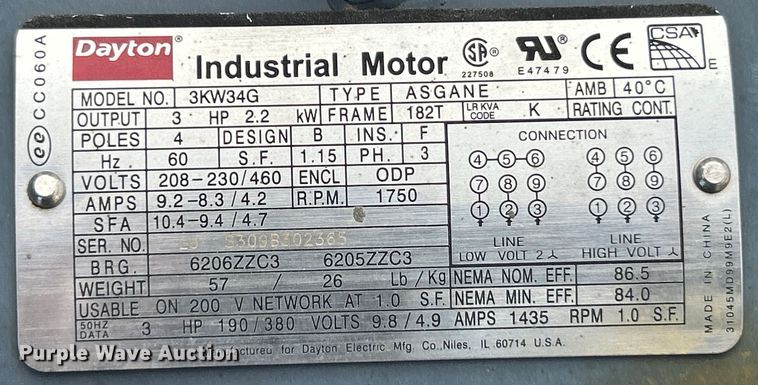 Dayton®
Industrial Motor
SA 227508 UR E47479 CE CSA E
ee CC060A
MODEL NO. 3KW34G TYPE ASGANE AMB 40°C
OUTPUT 3 HP 2.2 kW FRAME 182T LR KVA CODE K RATING CONT.
POLES 4 DESIGN B INS. F
Hz 60 S.F. 1.15 PH. 3
VOLTS 208-230/460 ENCL ODP
AMPS 9.2-8.3/4.2 R.P.M. 1750
SFA 10.4-9.4/4.7
SER. NO.
BRG. 6206ZZC3 6205ZZC3
WEIGHT 57 / 26 Lb/Kg
CONNECTION
4 5 6 4 5 6
7 8 9 7 8 9
1 2 3 1 2 3
LINE LINE
LOW VOLT 2 HIGH VOLT
NEMA NOM. EFF. 86.5
NEMA MIN. EFF. 84.0
USABLE ON 200 V NETWORK AT 1.0 S.F.
50HZ DATA 3 HP 190/380 VOLTS 9.8/4.9 AMPS 1435 RPM 1.0 S.F.
for Dayton Electric Mfg. Co., Niles, IL 60714 U.S.A.
MADE IN CHINA
31045MD99M9E2(L)
Purple Wave Auction